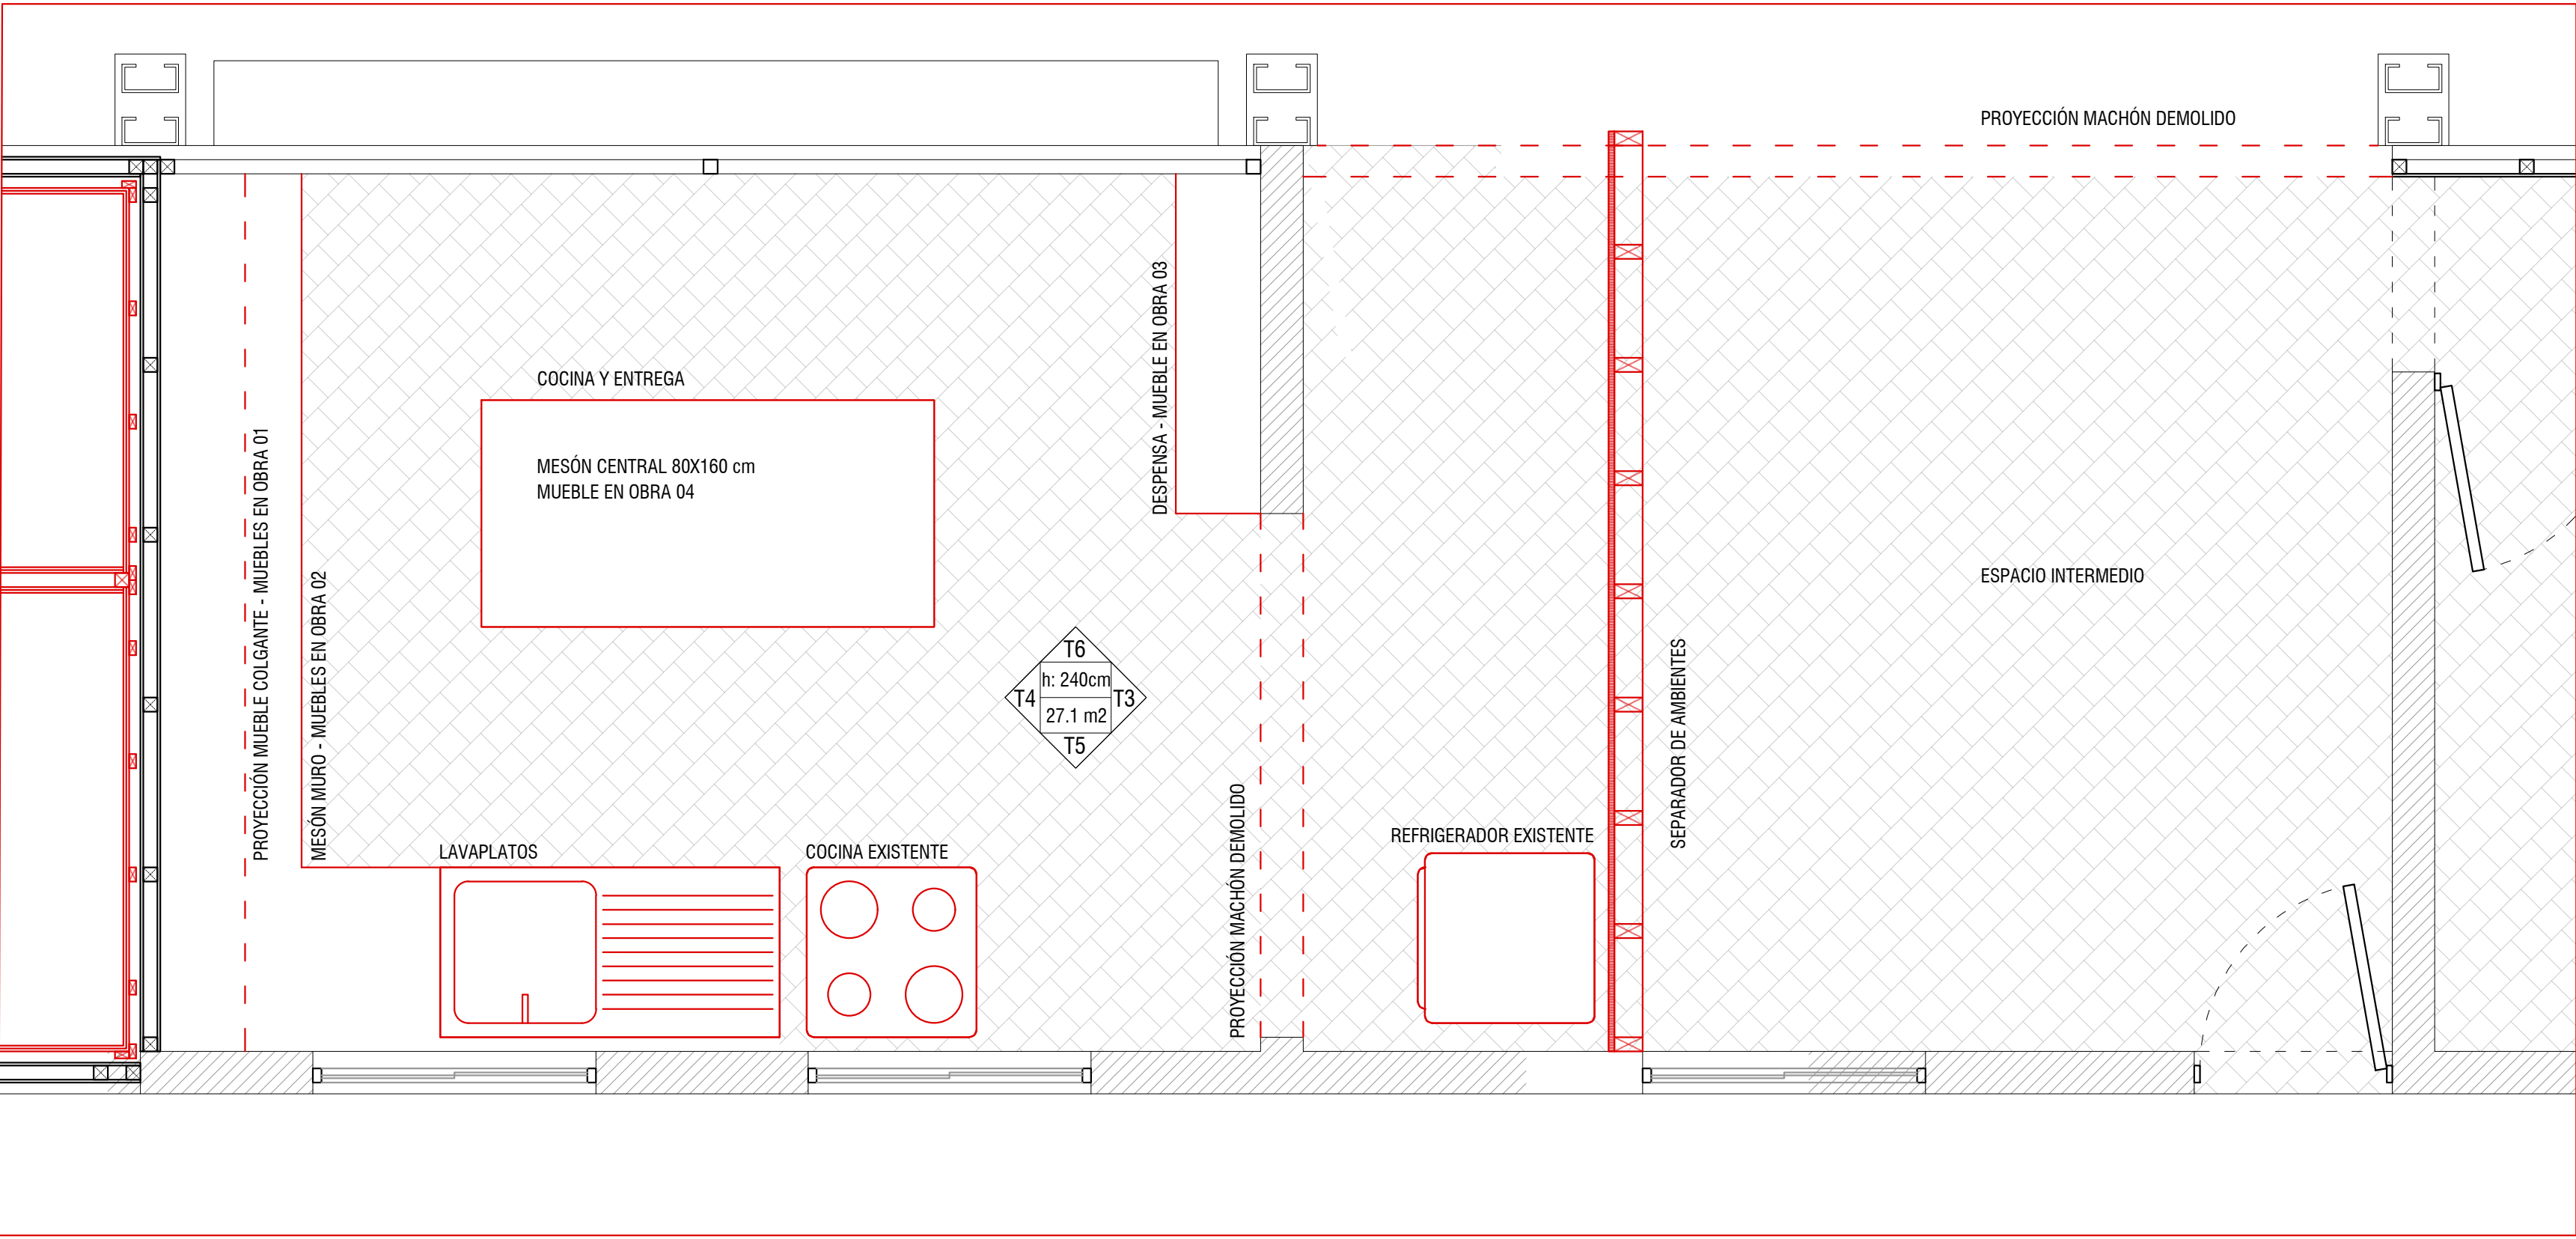 PROYECCIÓN MACHÓN DEMOLIDO
COCINA Y ENTREGA
MESÓN CENTRAL 80X160 cm
MUEBLE EN OBRA 04
PROYECCIÓN MUEBLE COLGANTE - MUEBLES EN OBRA 01
MESÓN MURO - MUEBLES EN OBRA 02
DESPENSA - MUEBLE EN OBRA 03
ESPACIO INTERMEDIO
T6
h: 240cm
T4
T3
27.1 m2
T5
SEPARADOR DE AMBIENTES
PROYECCIÓN MACHÓN DEMOLIDO
REFRIGERADOR EXISTENTE
LAVAPLATOS
COCINA EXISTENTE